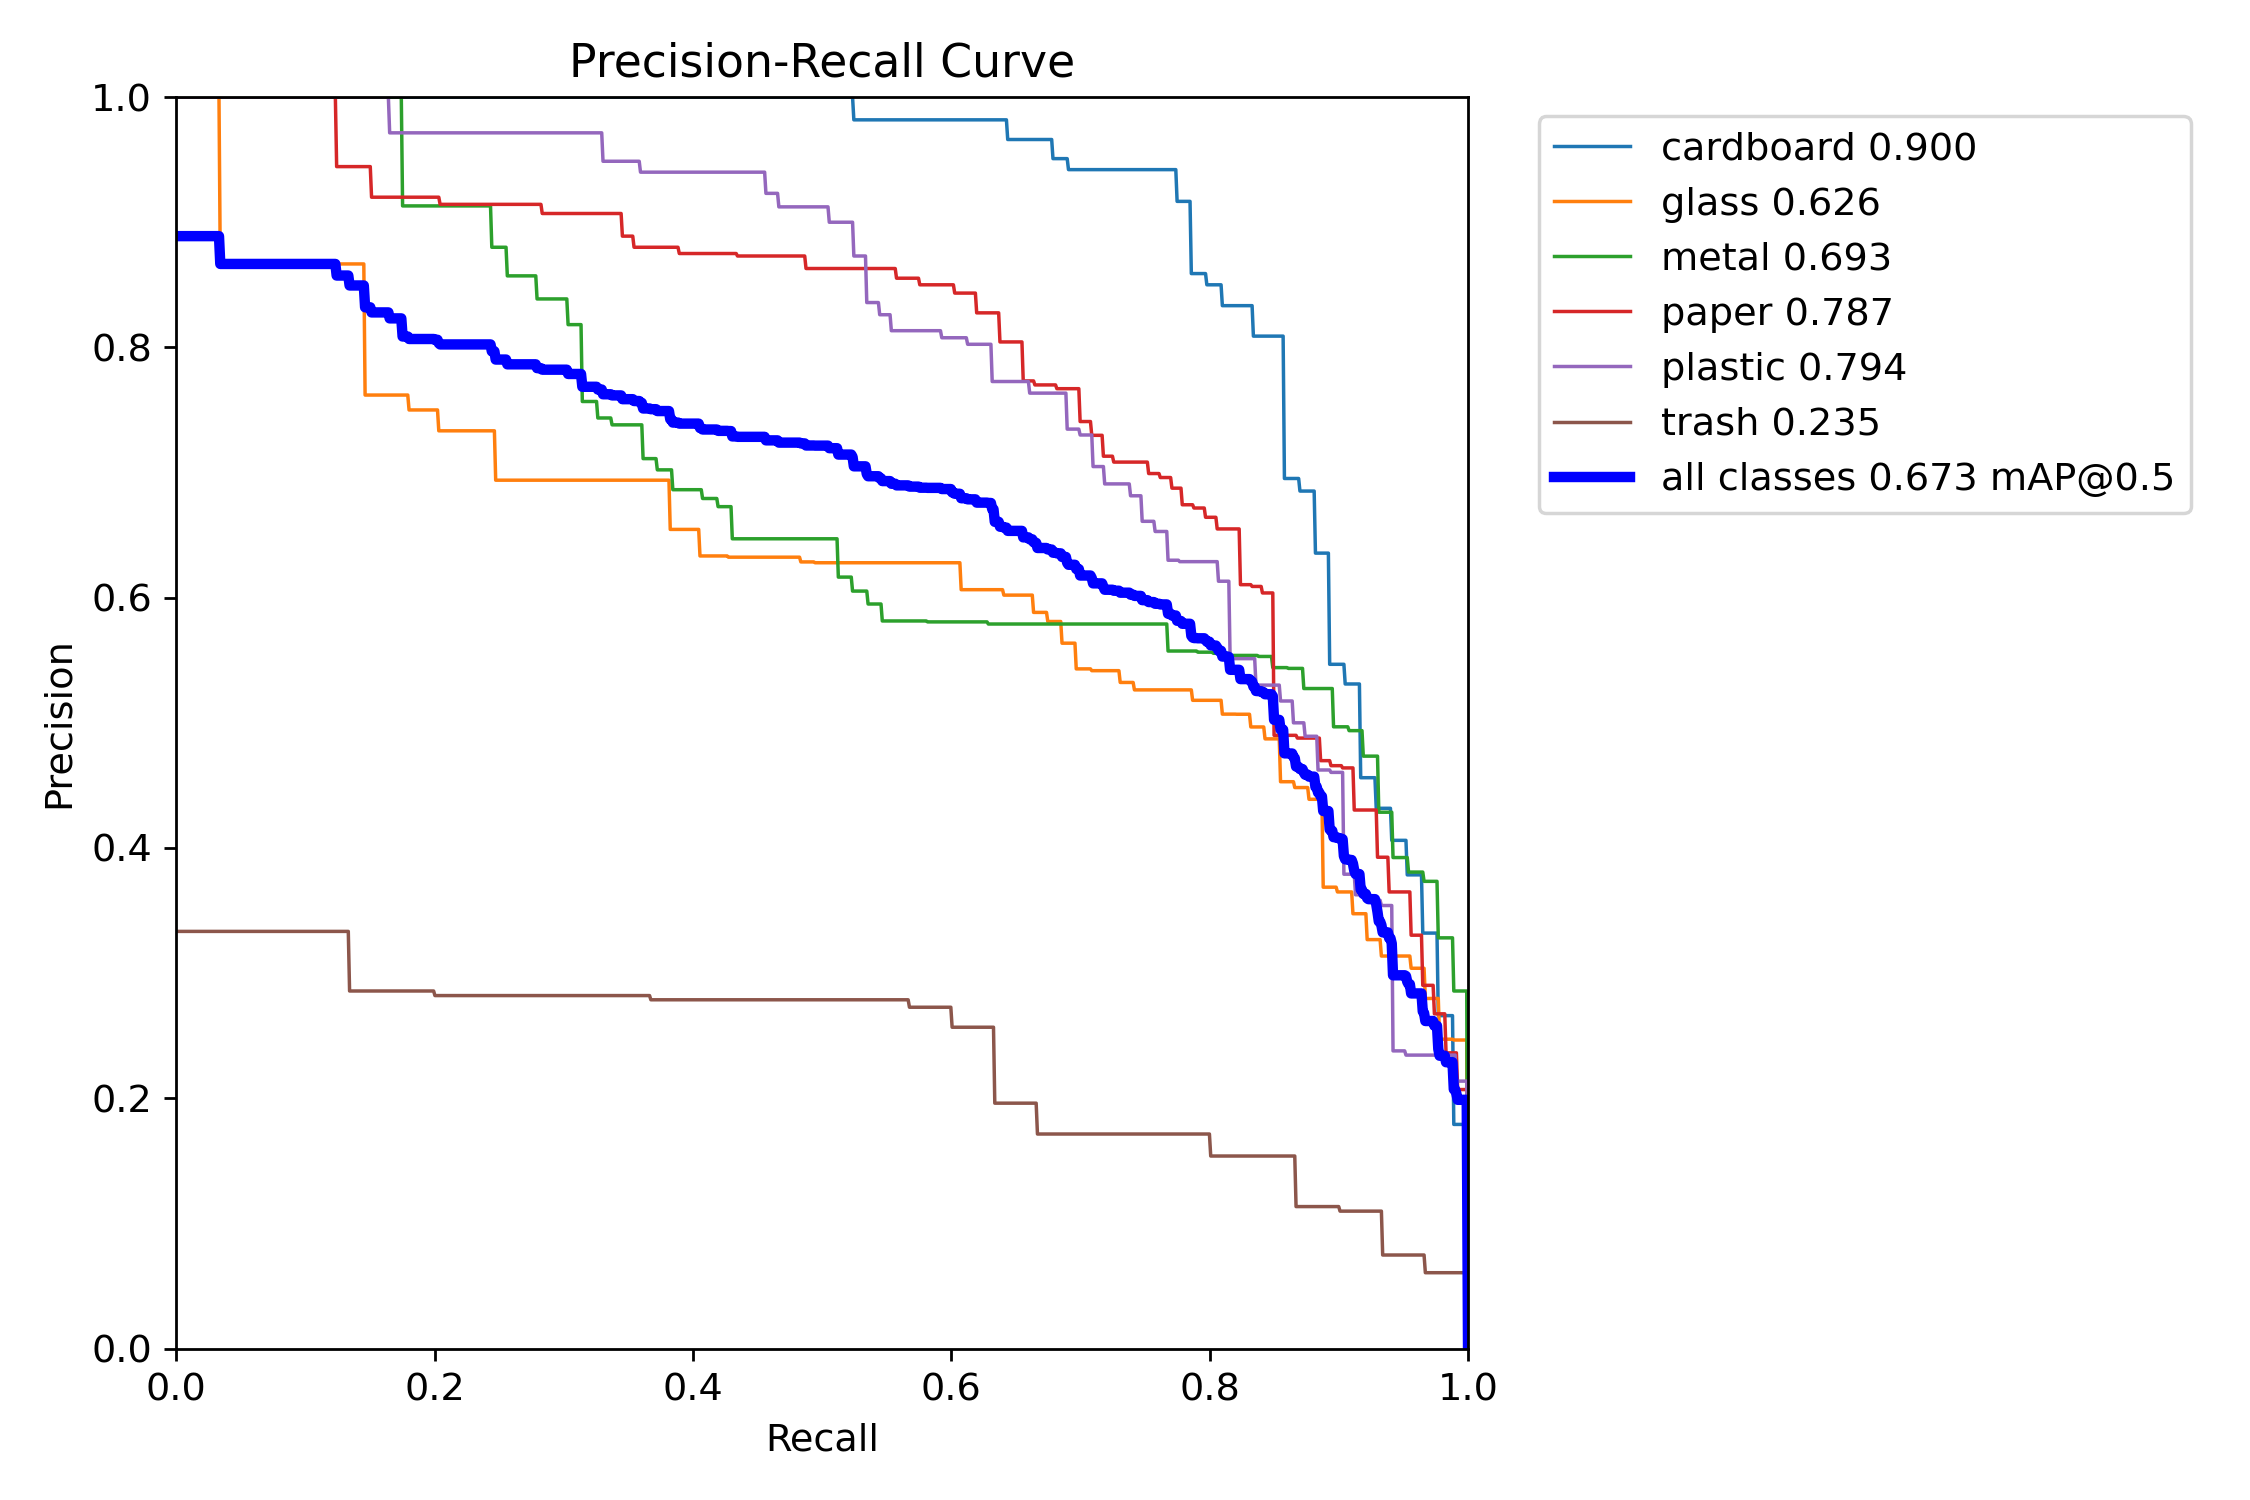 Precision-Recall Curve
1.0
0.8
0.6
0.4
0.2
0.0
Precision
0.0 0.2 0.4 0.6 0.8 1.0
Recall
cardboard 0.900
glass 0.626
metal 0.693
paper 0.787
plastic 0.794
trash 0.235
all classes 0.673 mAP@0.5